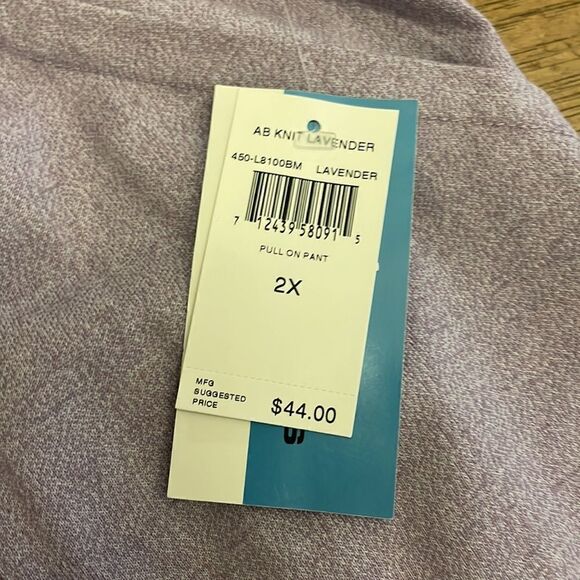 AB KNIT LAVENDER
450-L8100BM LAVENDER
7 12439 58091 5
PULL ON PANT
2X
MFG
SUGGESTED
PRICE $44.00